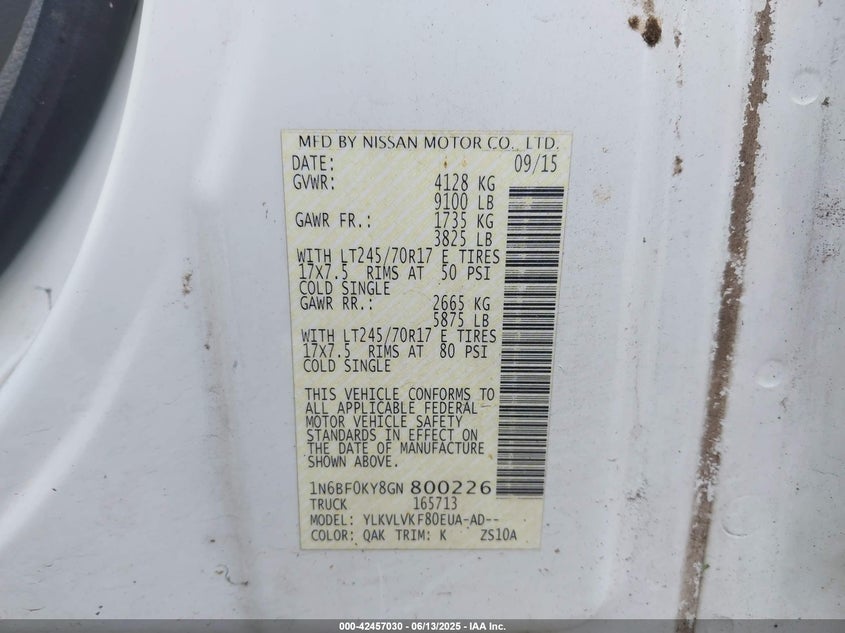 MFD BY NISSAN MOTOR CO., LTD.
DATE: 09/15
GVWR: 4128 KG
9100 LB
GAWR FR.: 1735 KG
3825 LB
WITH LT245/70R17 E TIRES
17X7.5 RIMS AT 50 PSI
COLD SINGLE
GAWR RR.: 2665 KG
5875 LB
WITH LT245/70R17 E TIRES
17X7.5 RIMS AT 80 PSI
COLD SINGLE
THIS VEHICLE CONFORMS TO
ALL APPLICABLE FEDERAL
MOTOR VEHICLE SAFETY
STANDARDS IN EFFECT ON
THE DATE OF MANUFACTURE
SHOWN ABOVE.
1N6BF0KY8GN 800226
TRUCK 165713
MODEL: YLKVLVKF80EUA-AD--
COLOR: QAK TRIM: K ZS10A
000-42457030 - 06/13/2025 - IAA Inc.